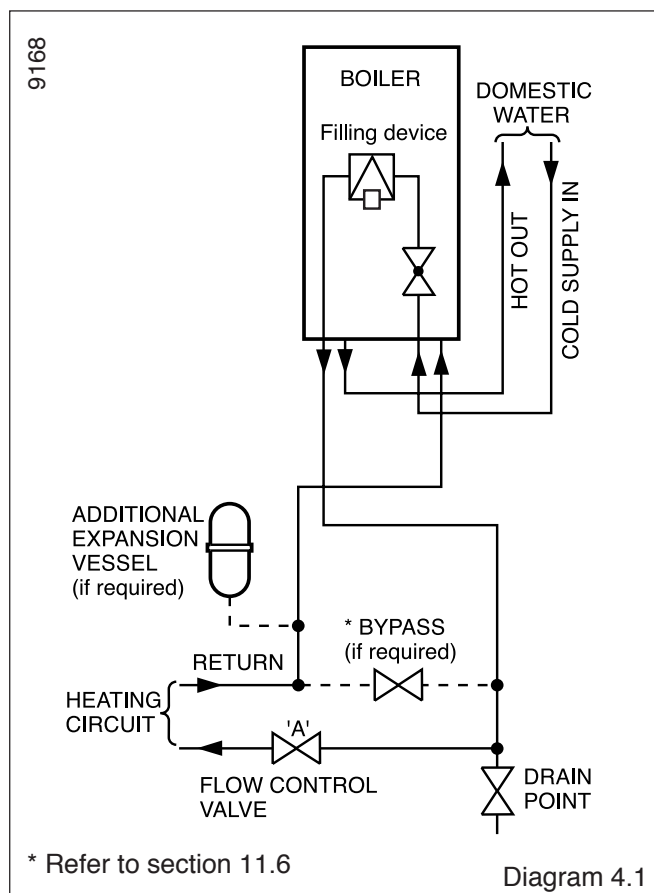 9168
BOILER
Filling device
DOMESTIC
WATER
HOT OUT
COLD SUPPLY IN
ADDITIONAL
EXPANSION
VESSEL
(if required)
* BYPASS
(if required)
RETURN
HEATING
CIRCUIT
'A'
FLOW CONTROL
VALVE
DRAIN
POINT
* Refer to section 11.6
Diagram 4.1